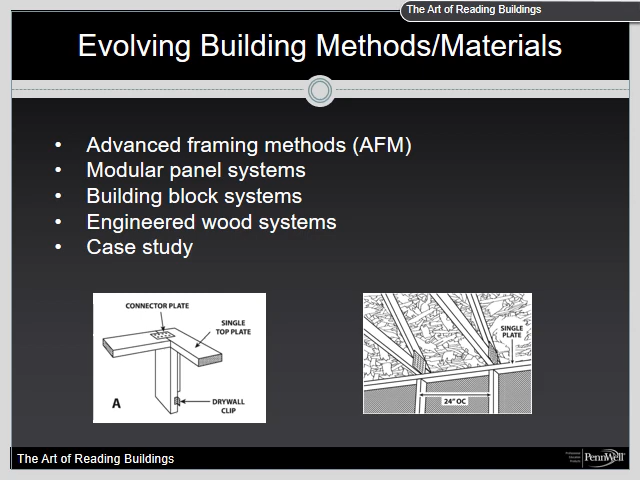 The Art of Reading Buildings
Evolving Building Methods/Materials
• Advanced framing methods (AFM)
• Modular panel systems
• Building block systems
• Engineered wood systems
• Case study
CONNECTOR PLATE
SINGLE
TOP PLATE
A
DRYWALL
CLIP
SINGLE
PLATE
24" OC
The Art of Reading Buildings
PennWell